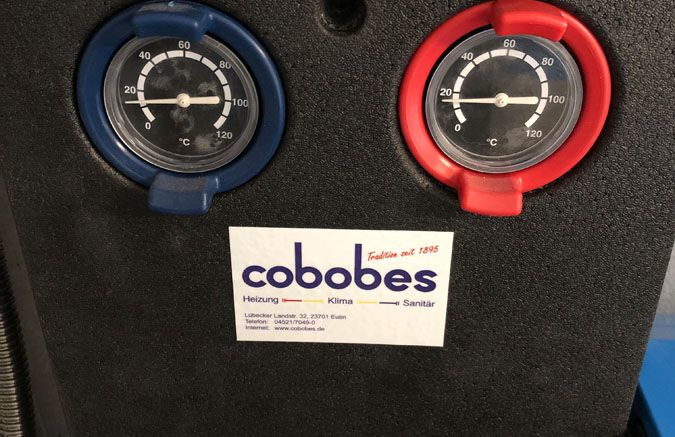 0 20 40 60 80 100 120
°C
0 20 40 60 80 100 120
°C
Tradition seit 1895
cobobes
Heizung Klima Sanitär
Lübecker Landstr. 32, 23701 Eutin
Telefon: 04521/7049-0
Internet: www.cobobes.de